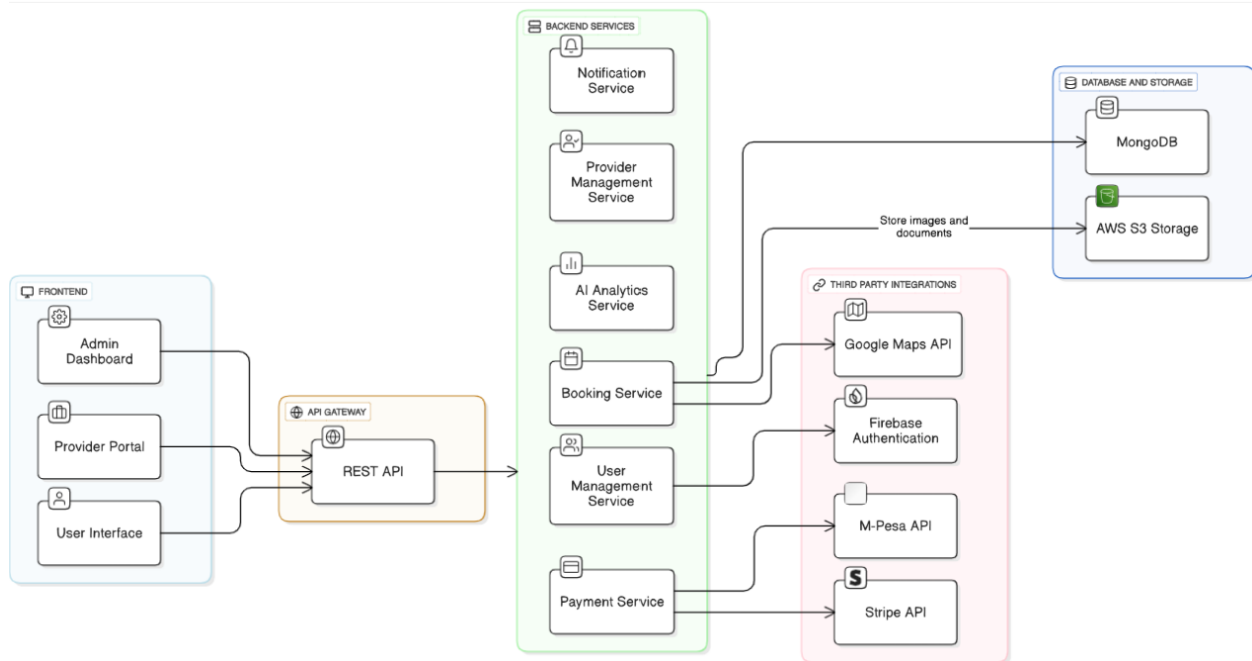 FRONTEND
Admin
Dashboard
Provider Portal
User Interface
API GATEWAY
REST API
BACKEND SERVICES
Notification
Service
Provider
Management
Service
AI Analytics
Service
Booking Service
User
Management
Service
Payment Service
Store images and
documents
DATABASE AND STORAGE
MongoDB
AWS S3 Storage
THIRD PARTY INTEGRATIONS
Google Maps API
Firebase
Authentication
M-Pesa API
S
Stripe API